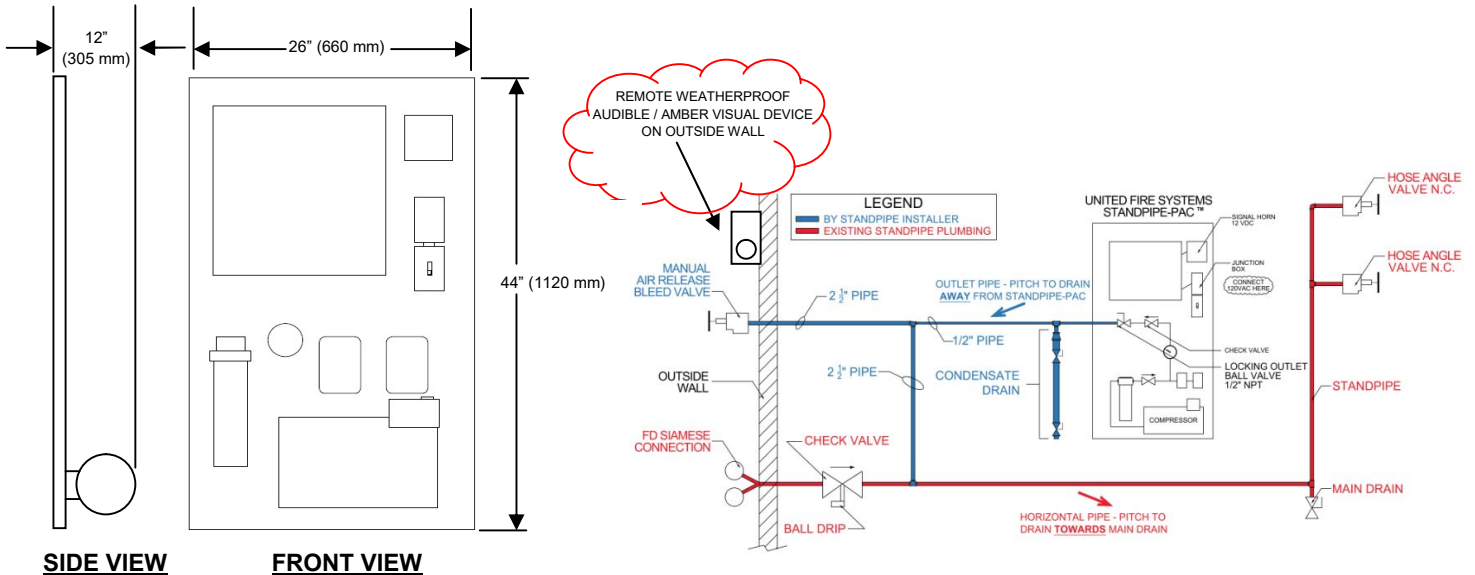 12"
(305 mm)
26" (660 mm)
44" (1120 mm)
SIDE VIEW
FRONT VIEW
REMOTE WEATHERPROOF
AUDIBLE / AMBER VISUAL DEVICE
ON OUTSIDE WALL
LEGEND
BY STANDPIPE INSTALLER
EXISTING STANDPIPE PLUMBING
UNITED FIRE SYSTEMS
STANDPIPE-PAC™
SIGNAL HORN
12 VDC
JUNCTION
BOX
CONNECT
120VAC HERE
HOSE ANGLE
VALVE N.C.
HOSE ANGLE
VALVE N.C.
MANUAL
AIR RELEASE
BLEED VALVE
2 ½" PIPE
OUTLET PIPE - PITCH TO DRAIN
AWAY FROM STANDPIPE-PAC
1/2" PIPE
2 ½" PIPE
CONDENSATE
DRAIN
CHECK VALVE
LOCKING OUTLET
BALL VALVE
1/2" NPT
COMPRESSOR
OUTSIDE
WALL
STANDPIPE
FD SIAMESE
CONNECTION
CHECK VALVE
BALL DRIP
HORIZONTAL PIPE - PITCH TO
DRAIN TOWARDS MAIN DRAIN
MAIN DRAIN